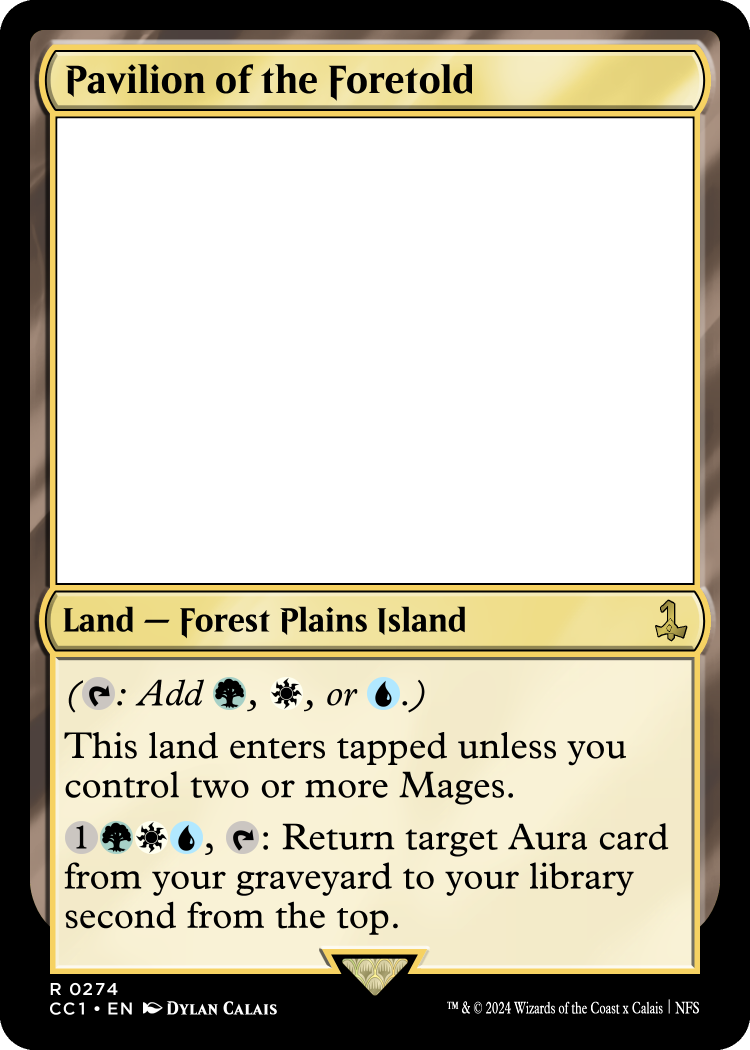 Pavilion of the Foretold
Land — Forest Plains Island
(: Add , , or .)
This land enters tapped unless you
control two or more Mages.
1, : Return target Aura card
from your graveyard to your library
second from the top.
R 0274
CC1 • EN Dylan Calais
™ & © 2024 Wizards of the Coast x Calais | NFS